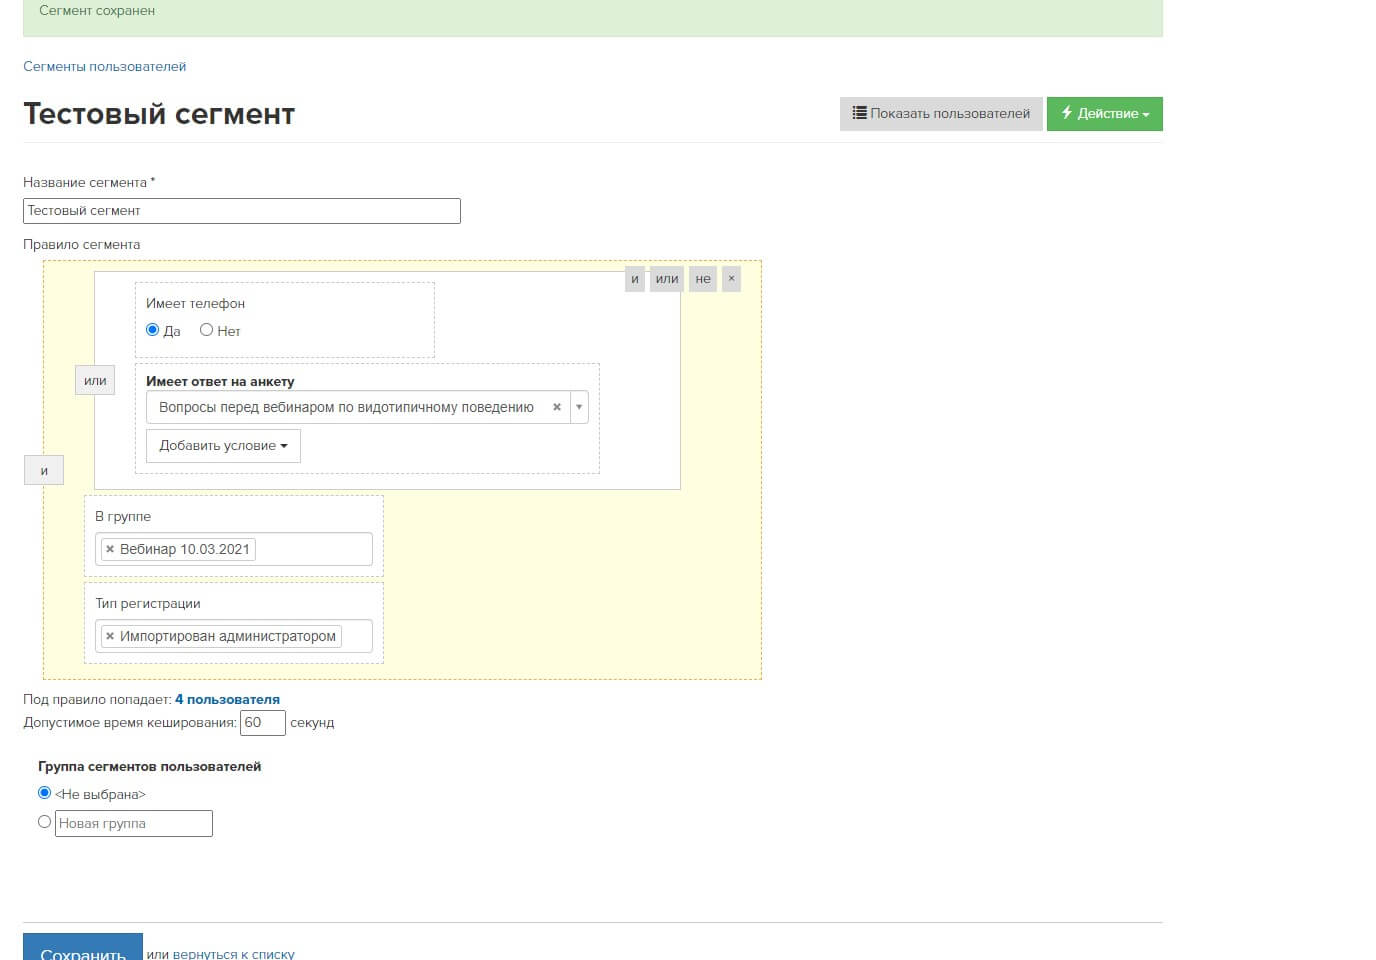 Сегмент сохранен
Сегменты пользователей
Тестовый сегмент
Показать пользователей
Действие
Название сегмента *
Тестовый сегмент
Правило сегмента
и или не ×
Имеет телефон
Да Нет
или
Имеет ответ на анкету
Вопросы перед вебинаром по видотипичному поведению ×
Добавить условие
и
В группе
× Вебинар 10.03.2021
Тип регистрации
× Импортирован администратором
Под правило попадает: 4 пользователя
Допустимое время кеширования: 60 секунд
Группа сегментов пользователей
<Не выбрана>
Новая группа
Сохранить или вернуться к списку